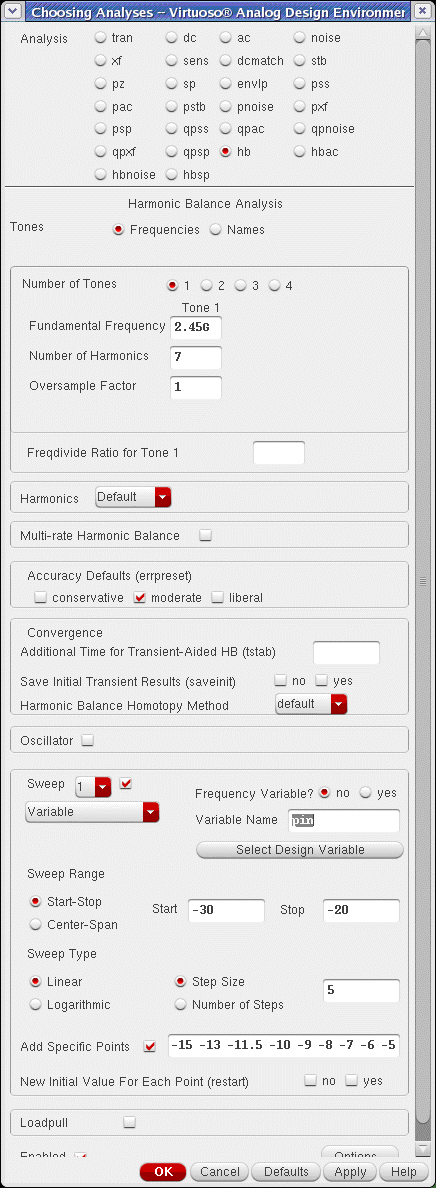 Choosing Analyses -- Virtuoso® Analog Design Environmen
Analysis tran dc ac noise
xf sens dcmatch stb
pz sp envlp pss
pac pstb pnoise pxf
psp qpss qpac qpnoise
qpxf qpsp hb hbac
hbnoise hbsp
Harmonic Balance Analysis
Tones Frequencies Names
Number of Tones 1 2 3 4
Tone 1
Fundamental Frequency 2.45G
Number of Harmonics 7
Oversample Factor 1
Freqdivide Ratio for Tone 1
Harmonics Default
Multi-rate Harmonic Balance
Accuracy Defaults (errpreset)
conservative moderate liberal
Convergence
Additional Time for Transient-Aided HB (tstab)
Save Initial Transient Results (saveinit) no yes
Harmonic Balance Homotopy Method default
Oscillator
Sweep 1 Frequency Variable? no yes
Variable Variable Name pin
Select Design Variable
Sweep Range
Start-Stop Start -30 Stop -20
Center-Span
Sweep Type
Linear Step Size 5
Logarithmic Number of Steps
Add Specific Points -15 -13 -11.5 -10 -9 -8 -7 -6 -5
New Initial Value For Each Point (restart) no yes
Loadpull
Enabled Options...
OK Cancel Defaults Apply Help